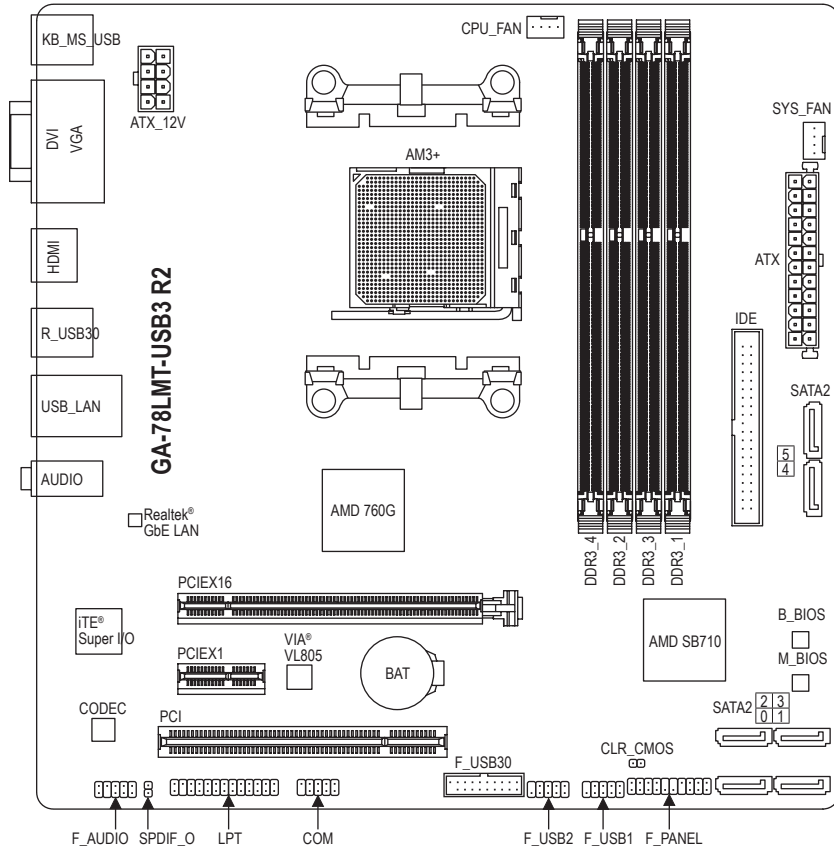 KB_MS_USB
CPU_FAN
ATX_12V
DVI
VGA
SYS_FAN
AM3+
HDMI
ATX
R_USB30
IDE
USB_LAN
GA-78LMT-USB3 R2
SATA2
5
4
AUDIO
Realtek®
GbE LAN
AMD 760G
DDR3_4
DDR3_2
DDR3_3
DDR3_1
PCIEX16
iTE®
Super I/O
VIA®
VL805
PCIEX1
BAT
AMD SB710
B_BIOS
M_BIOS
CODEC
PCI
SATA2
2 3
0 1
CLR_CMOS
F_USB30
F_AUDIO
SPDIF_O
LPT
COM
F_USB2
F_USB1
F_PANEL